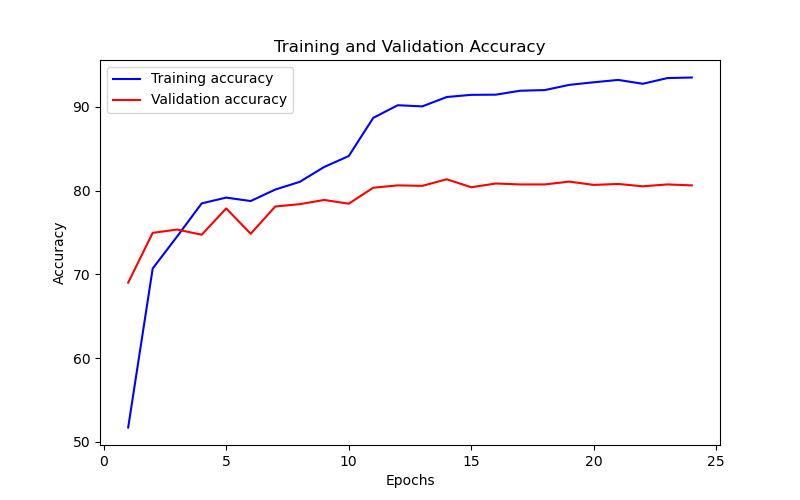 Training and Validation Accuracy
Training accuracy
Validation accuracy
Accuracy
90
80
70
60
50
0
5
10
15
20
25
Epochs